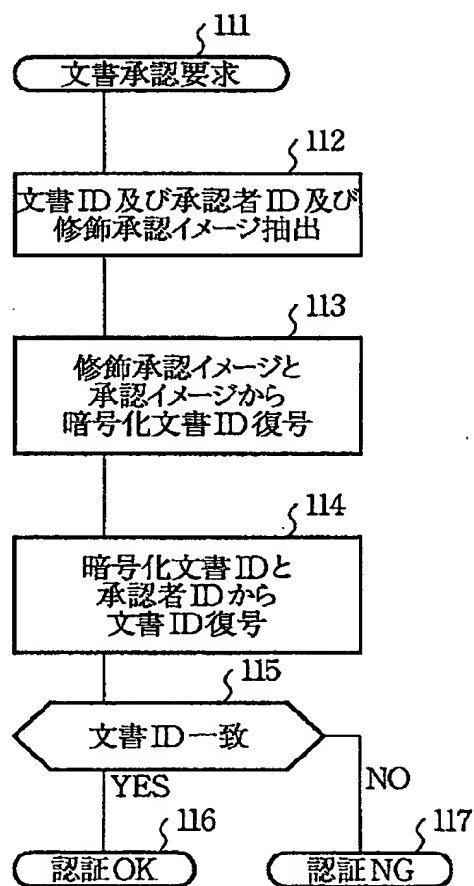 111
文書承認要求
112
文書ID及び承認者ID及び
修飾承認イメージ抽出
113
修飾承認イメージと
承認イメージから
暗号化文書ID復号
114
暗号化文書IDと
承認者IDから
文書ID復号
115
文書ID一致
YES
NO
116
117
認証OK
認証NG